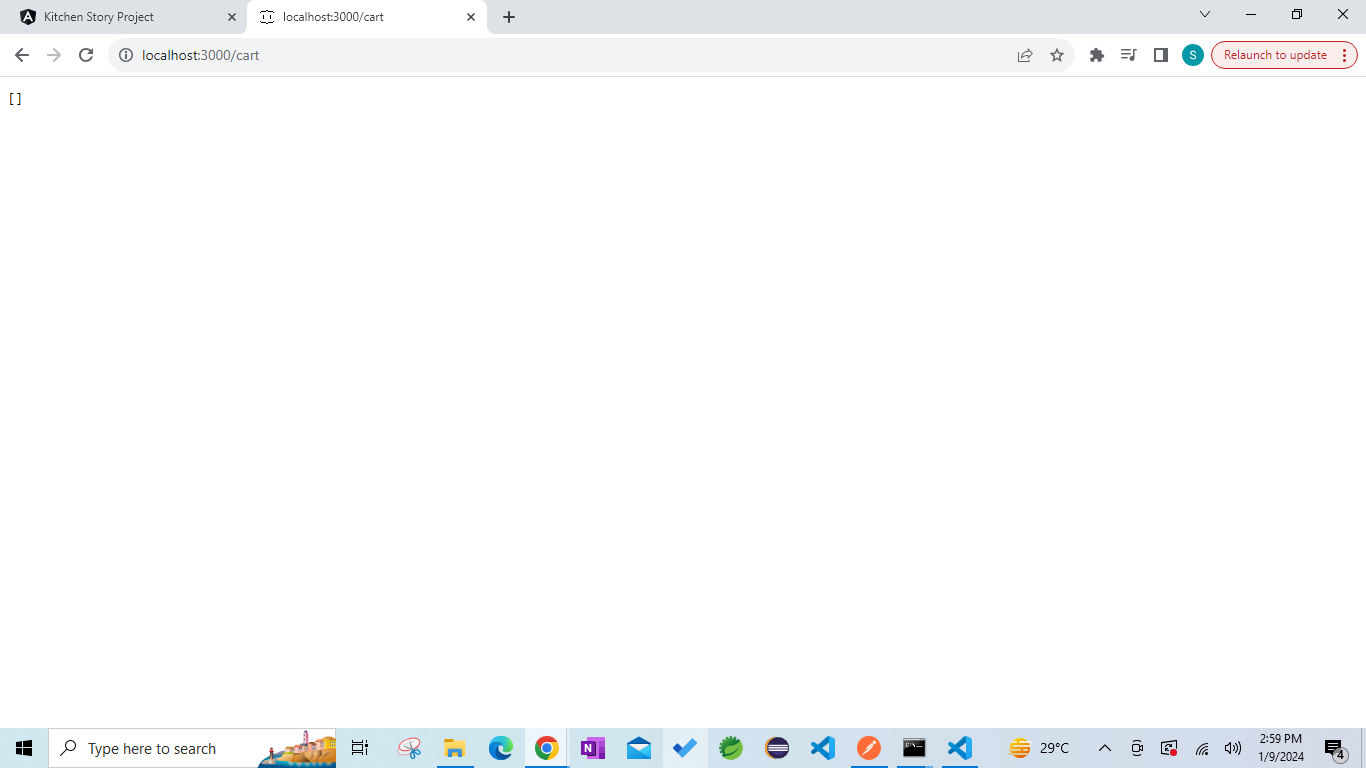 Kitchen Story Project
localhost:3000/cart
localhost:3000/cart
S
Relaunch to update
[]
Type here to search
N
29°C
2:59 PM
1/9/2024
4